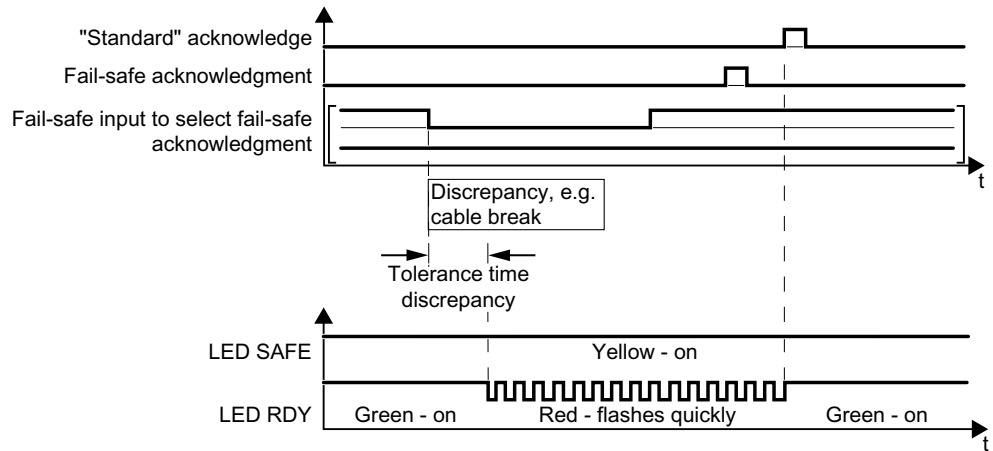 "Standard" acknowledge
Fail-safe acknowledgment
Fail-safe input to select fail-safe
acknowledgment
t
Discrepancy, e.g.
cable break
Tolerance time
discrepancy
LED SAFE
Yellow - on
LED RDY
Green - on
Red - flashes quickly
Green - on
t